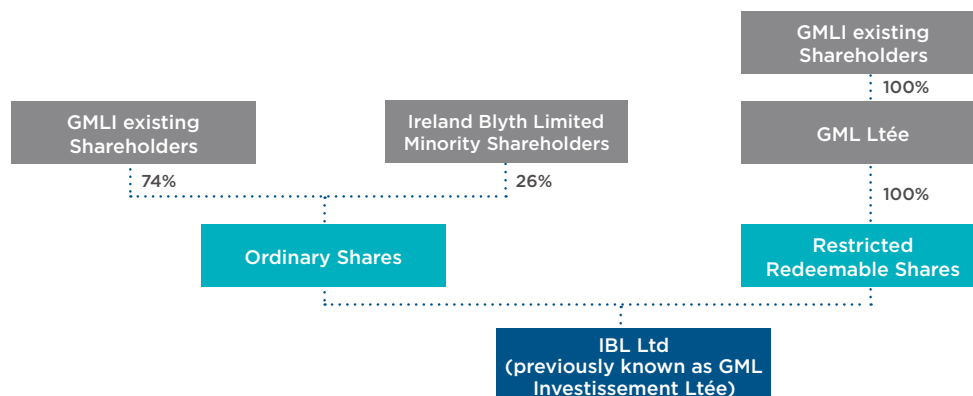 GMLI existing
Shareholders
100%
GMLI existing
Shareholders
Ireland Blyth Limited
Minority Shareholders
GML Ltée
74%
26%
100%
Ordinary Shares
Restricted
Redeemable Shares
IBL Ltd
(previously known as GML
Investissement Ltée)